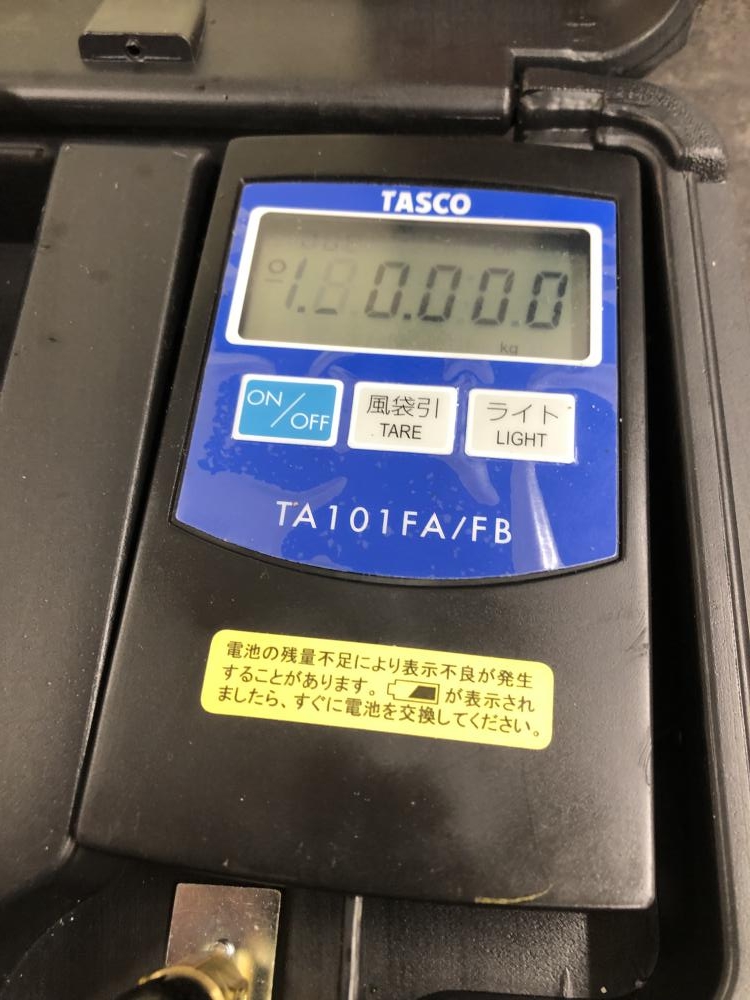 TASCO
0.000
kg
ON/OFF
風袋引
TARE
ライト
LIGHT
TA101FA/FB
電池の残量不足により表示不良が発生
することがあります。 が表示され
ましたら、すぐに電池を交換してください。